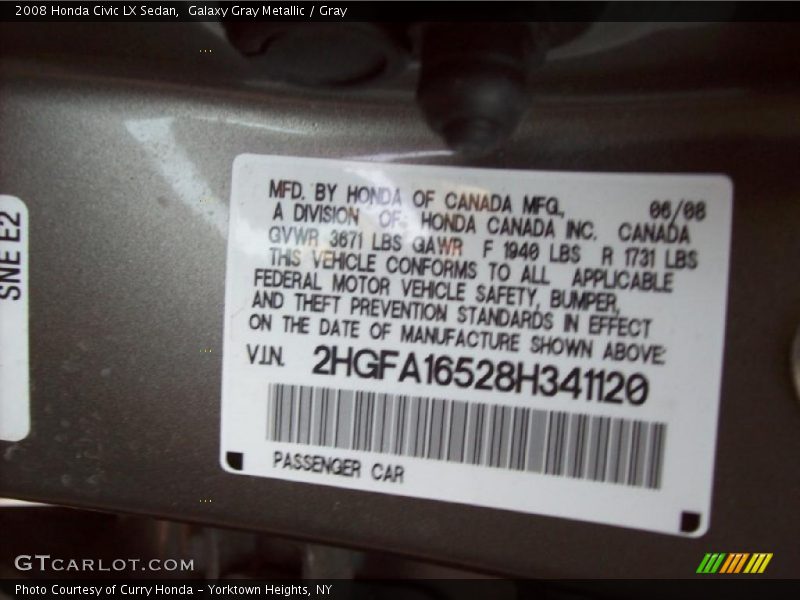 2008 Honda Civic LX Sedan,  Galaxy Gray Metallic / Gray
SNE E2
MFD. BY HONDA OF CANADA MFG., 06/08
A DIVISION OF HONDA CANADA INC. CANADA
GVWR 3671 LBS GAWR F 1940 LBS R 1731 LBS
THIS VEHICLE CONFORMS TO ALL APPLICABLE
FEDERAL MOTOR VEHICLE SAFETY, BUMPER,
AND THEFT PREVENTION STANDARDS IN EFFECT
ON THE DATE OF MANUFACTURE SHOWN ABOVE:
V.I.N. 2HGFA16528H341120
PASSENGER CAR
GTCARLOT.COM
Photo Courtesy of Curry Honda - Yorktown Heights, NY